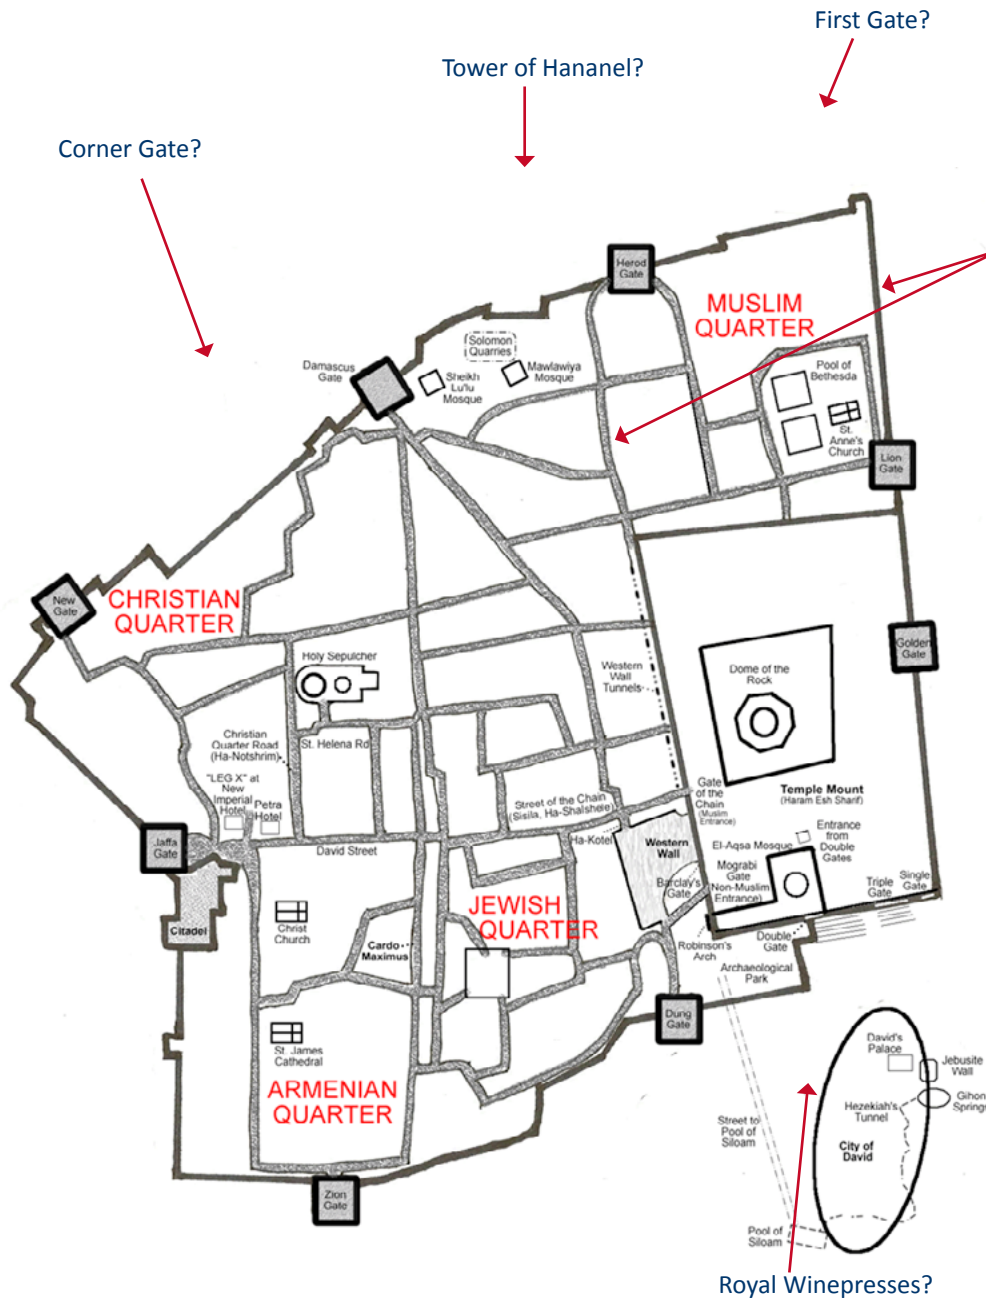 First Gate?
Tower of Hananel?
Corner Gate?
Herod
Gate
MUSLIM
QUARTER
Solomon
Quarries
Damascus
Gate
Sheikh
Lu'lu
Mosque
Mawlawiya
Mosque
Pool of
Bethesda
St.
Anne's
Church
Lion
Gate
New
Gate
CHRISTIAN
QUARTER
Holy Sepulcher
Western
Wall
Tunnels
Dome of the
Rock
Golden
Gate
Christian
Quarter Road
(Ha-Notshrim)
St. Helena Rd
"LEG X" at
New
Imperial
Hotel
Petra
Hotel
Street of the Chain
(Sisila, Ha-Shalshele)
Gate
of the
Chain
(Muslim
Entrance)
Temple Mount
(Haram Esh Sharif)
Jaffa
Gate
David Street
Ha-Kotel
Western
Wall
El-Aqsa Mosque
Entrance
from
Double
Gates
Mograbi
Gate
Non-Muslim
Entrance)
Barclay's
Gate
Triple
Gate
Single
Gate
Citadel
Christ
Church
JEWISH
QUARTER
Cardo
Maximus
Robinson's
Arch
Double
Gate
Archaeological
Park
Dung
Gate
St. James
Cathedral
ARMENIAN
QUARTER
David's
Palace
Jebusite
Wall
Gihon
Springs
Hezekiah's
Tunnel
Street to
Pool of
Siloam
City of
David
Zion
Gate
Pool of
Siloam
Royal Winepresses?